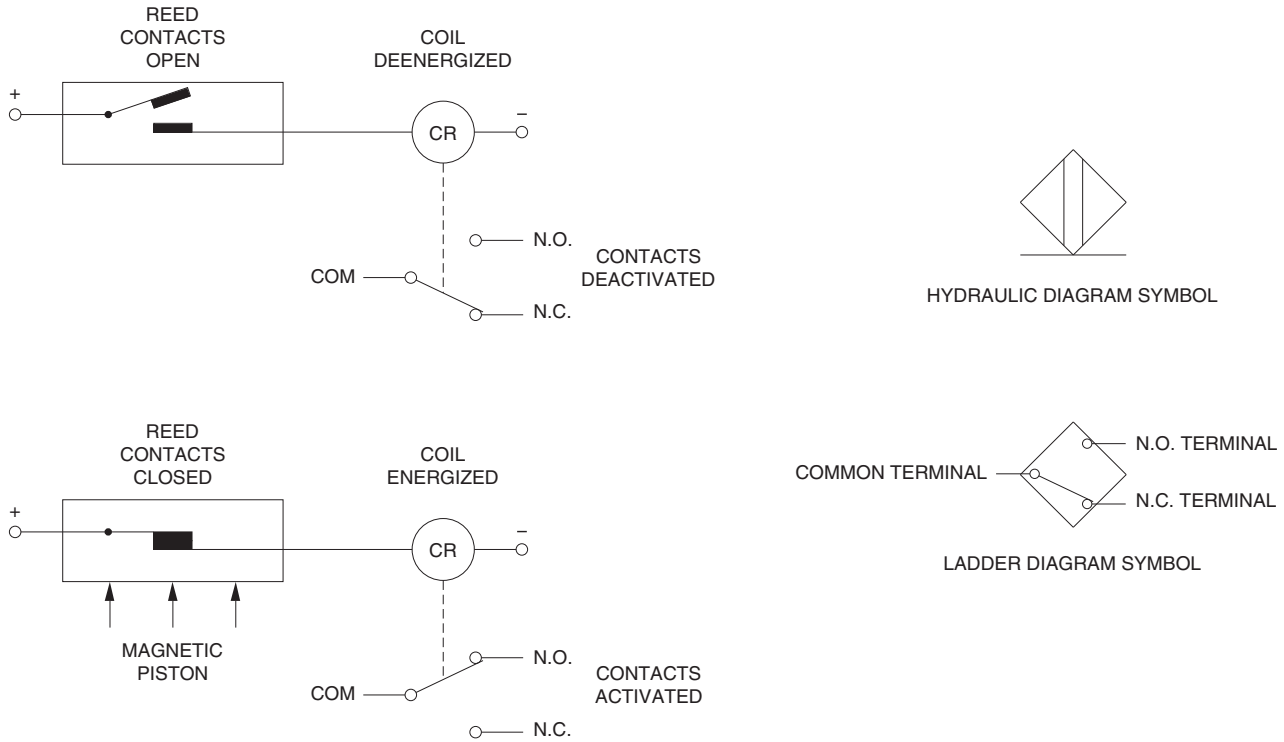 REED
CONTACTS
OPEN
COIL
DEENERGIZED
+
CR
–
N.O.
COM
CONTACTS
DEACTIVATED
N.C.
HYDRAULIC DIAGRAM SYMBOL
REED
CONTACTS
CLOSED
COIL
ENERGIZED
+
CR
–
MAGNETIC
PISTON
N.O.
COM
CONTACTS
ACTIVATED
N.C.
N.O. TERMINAL
COMMON TERMINAL
N.C. TERMINAL
LADDER DIAGRAM SYMBOL